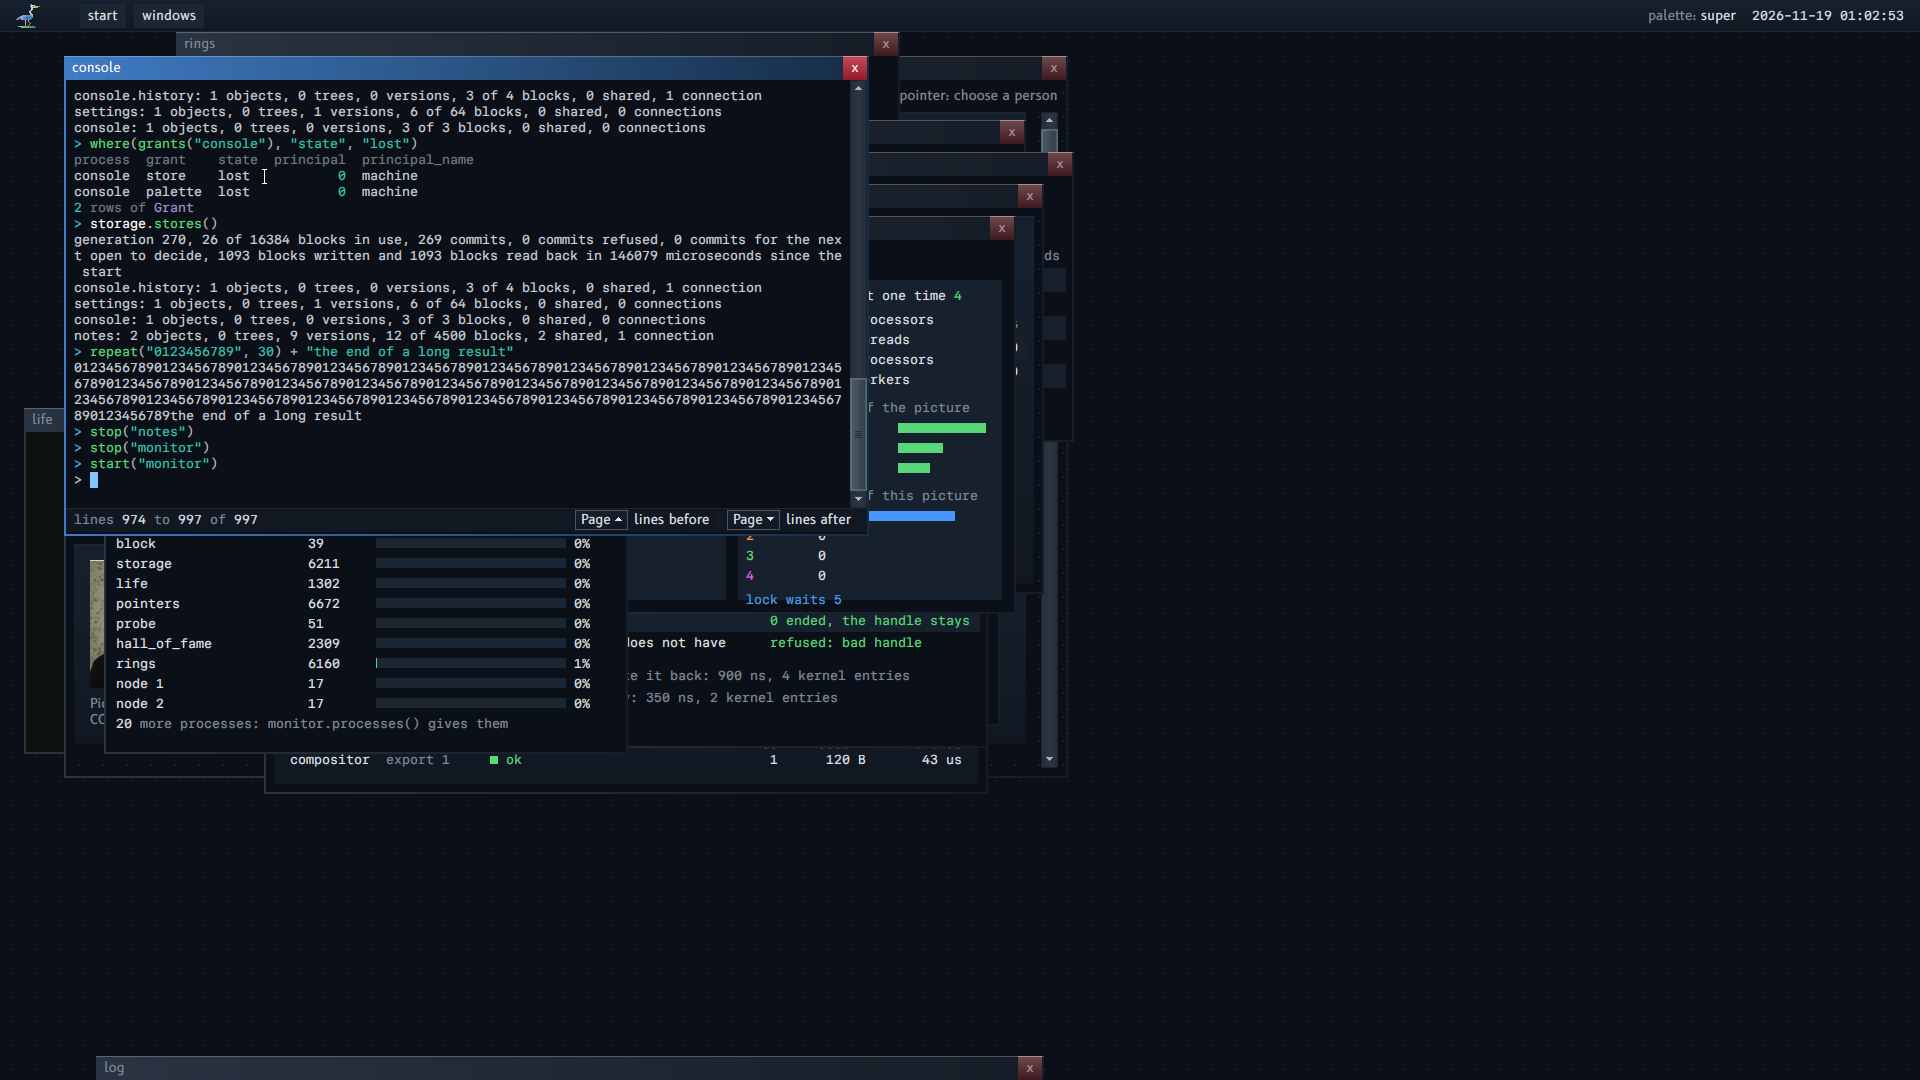 start windows palette: super 2026-11-19 01:02:53
rings x
console x
x
console.history: 1 objects, 0 trees, 0 versions, 3 of 4 blocks, 0 shared, 1 connection
pointer: choose a person
settings: 1 objects, 0 trees, 1 versions, 6 of 64 blocks, 0 shared, 0 connections
console: 1 objects, 0 trees, 0 versions, 3 of 3 blocks, 0 shared, 0 connections
x
> where(grants("console"), "state", "lost")
process grant state principal principal_name
x
console store lost 0 machine
console palette lost 0 machine
x
2 rows of Grant
> storage.stores()
x
generation 270, 26 of 16384 blocks in use, 269 commits, 0 commits refused, 0 commits for the nex
t open to decide, 1093 blocks written and 1093 blocks read back in 146079 microseconds since the
ds
start
console.history: 1 objects, 0 trees, 0 versions, 3 of 4 blocks, 0 shared, 1 connection
t one time 4
settings: 1 objects, 0 trees, 1 versions, 6 of 64 blocks, 0 shared, 0 connections
console: 1 objects, 0 trees, 0 versions, 3 of 3 blocks, 0 shared, 0 connections
ocessors
notes: 2 objects, 0 trees, 9 versions, 12 of 4500 blocks, 2 shared, 1 connection
reads
> repeat("0123456789", 30) + "the end of a long result"
ocessors
012345678901234567890123456789012345678901234567890123456789012345678901234567890123456789012345
678901234567890123456789012345678901234567890123456789012345678901234567890123456789012345678901
rkers
234567890123456789012345678901234567890123456789012345678901234567890123456789012345678901234567
f the picture
890123456789the end of a long result
life
> stop("notes")
> stop("monitor")
> start("monitor")
>
f this picture
lines 974 to 997 of 997 Page lines before Page lines after
block 39 0%
2 0
storage 6211 0%
3 0
life 1302 0%
4 0
pointers 6672 0%
lock waits 5
probe 51 0%
0 ended, the handle stays
hall_of_fame 2309 0%
does not have refused: bad handle
rings 6160 1%
e it back: 900 ns, 4 kernel entries
node 1 17 0%
: 350 ns, 2 kernel entries
node 2 17 0%
Pi
CC
20 more processes: monitor.processes() gives them
compositor export 1 ok 1 120 B 43 us
log x